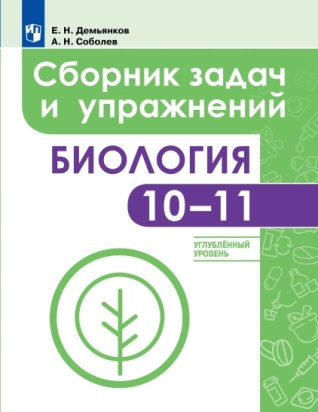 Е. Н. Демьянков
А. Н. Соболев
Сборник задач
и упражнений
БИОЛОГИЯ
10–11
УГЛУБЛЁННЫЙ
УРОВЕНЬ